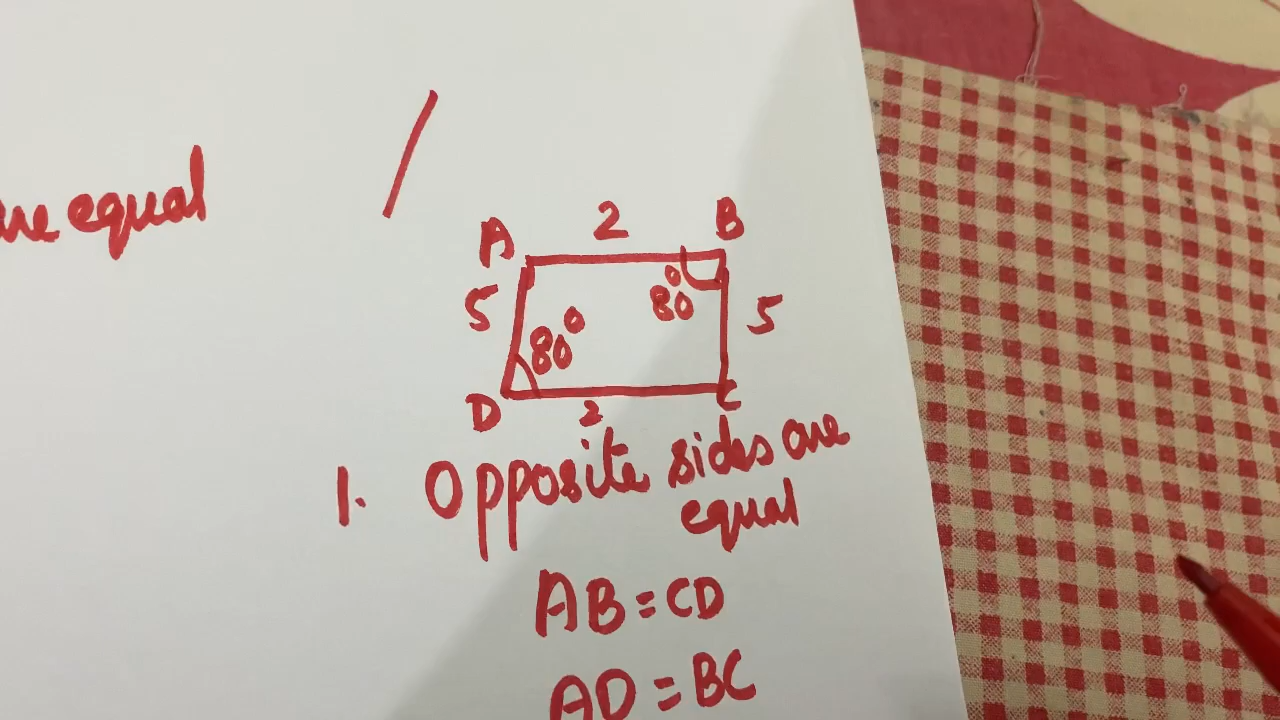 are equal
A 2 B
5 80° 80° 5
D 2 C
1. Opposite sides are
equal
AB = CD
AD = BC